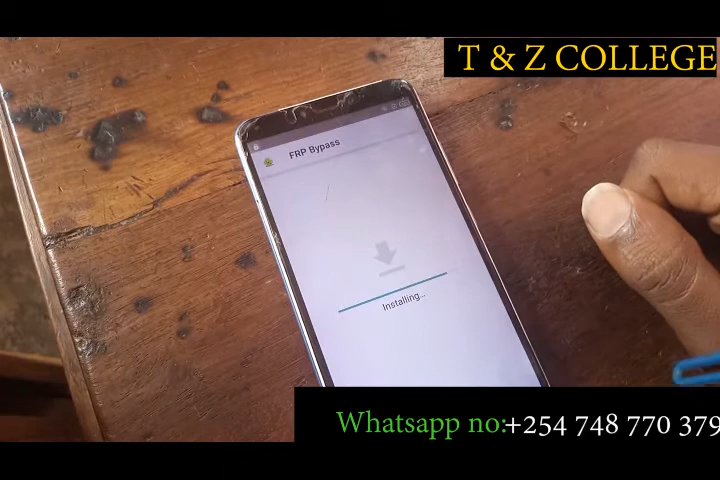 T & Z COLLEGE
FRP Bypass
Installing...
Whatsapp no:+254 748 770 379